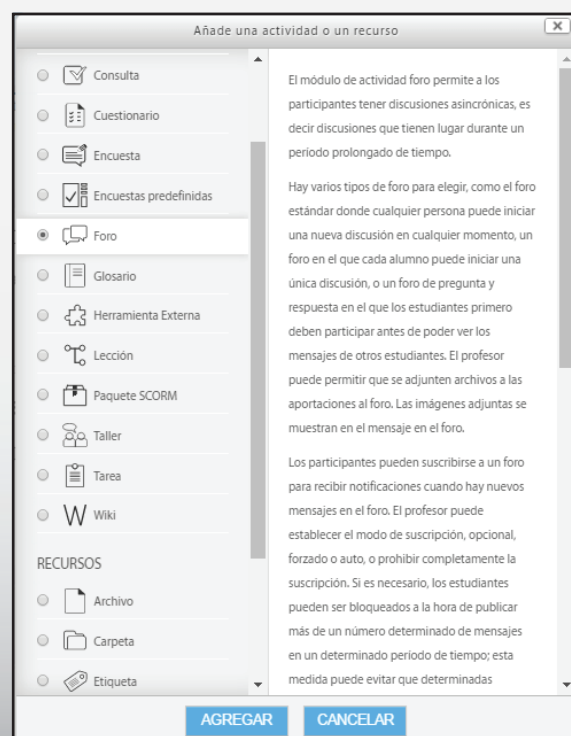 Añade una actividad o un recurso
Consulta
Cuestionario
Encuesta
Encuestas predefinidas
Foro
Glosario
Herramienta Externa
Lección
Paquete SCORM
Taller
Tarea
Wiki
RECURSOS
Archivo
Carpeta
Etiqueta
El módulo de actividad foro permite a los
participantes tener discusiones asincrónicas, es
decir discusiones que tienen lugar durante un
período prolongado de tiempo.
Hay varios tipos de foro para elegir, como el foro
estándar donde cualquier persona puede iniciar
una nueva discusión en cualquier momento, un
foro en el que cada alumno puede iniciar una
única discusión, o un foro de pregunta y
respuesta en el que los estudiantes primero
deben participar antes de poder ver los
mensajes de otros estudiantes. El profesor
puede permitir que se adjunten archivos a las
aportaciones al foro. Las imágenes adjuntas se
muestran en el mensaje en el foro.
Los participantes pueden suscribirse a un foro
para recibir notificaciones cuando hay nuevos
mensajes en el foro. El profesor puede
establecer el modo de suscripción, opcional,
forzado o auto, o prohibir completamente la
suscripción. Si es necesario, los estudiantes
pueden ser bloqueados a la hora de publicar
más de un número determinado de mensajes
en un determinado período de tiempo; esta
medida puede evitar que determinadas
AGREGAR
CANCELAR